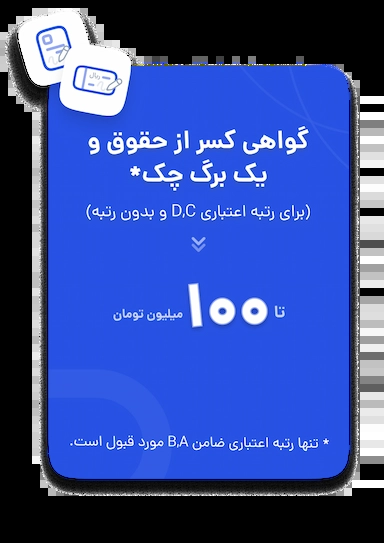 ریال
گواهی کسر از حقوق و
یک برگ چک*
(برای رتبه اعتباری D,C و بدون رتبه)
تا ۱۰۰ میلیون تومان
* تنها رتبه اعتباری ضامن B,A مورد قبول است.